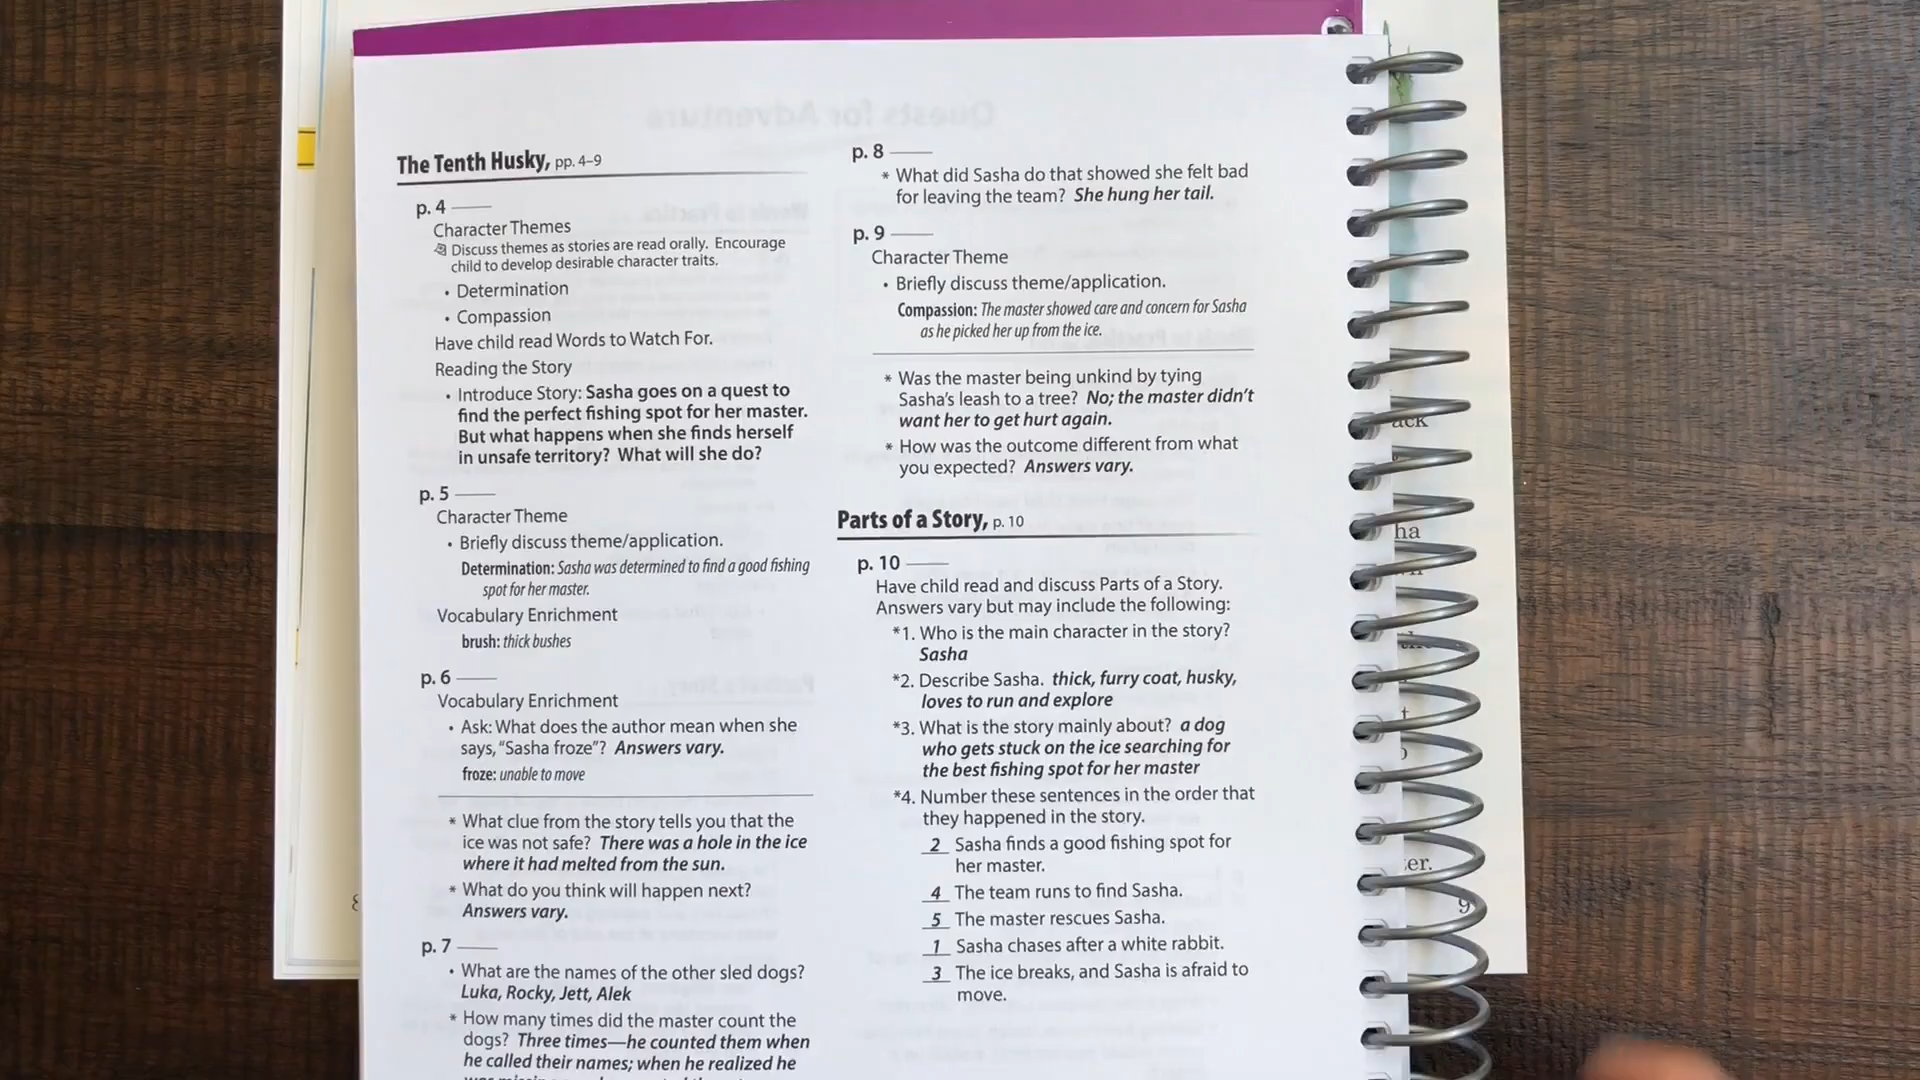 Quests for Adventure
The Tenth Husky, pp. 4–9
p. 4
Character Themes
Discuss themes as stories are read orally. Encourage
child to develop desirable character traits.
• Determination
• Compassion
Have child read Words to Watch For.
Reading the Story
• Introduce Story: Sasha goes on a quest to
find the perfect fishing spot for her master.
But what happens when she finds herself
in unsafe territory? What will she do?
p. 5
Character Theme
• Briefly discuss theme/application.
Determination: Sasha was determined to find a good fishing
spot for her master.
Vocabulary Enrichment
brush: thick bushes
p. 6
Vocabulary Enrichment
• Ask: What does the author mean when she
says, “Sasha froze”? Answers vary.
froze: unable to move
* What clue from the story tells you that the
ice was not safe? There was a hole in the ice
where it had melted from the sun.
* What do you think will happen next?
Answers vary.
p. 7
• What are the names of the other sled dogs?
Luka, Rocky, Jett, Alek
* How many times did the master count the
dogs? Three times—he counted them when
he called their names; when he realized he
p. 8
* What did Sasha do that showed she felt bad
for leaving the team? She hung her tail.
p. 9
Character Theme
• Briefly discuss theme/application.
Compassion: The master showed care and concern for Sasha
as he picked her up from the ice.
* Was the master being unkind by tying
Sasha’s leash to a tree? No; the master didn’t
want her to get hurt again.
* How was the outcome different from what
you expected? Answers vary.
Parts of a Story, p. 10
p. 10
Have child read and discuss Parts of a Story.
Answers vary but may include the following:
*1. Who is the main character in the story?
Sasha
*2. Describe Sasha. thick, furry coat, husky,
loves to run and explore
*3. What is the story mainly about? a dog
who gets stuck on the ice searching for
the best fishing spot for her master
*4. Number these sentences in the order that
they happened in the story.
2 Sasha finds a good fishing spot for
her master.
4 The team runs to find Sasha.
5 The master rescues Sasha.
1 Sasha chases after a white rabbit.
3 The ice breaks, and Sasha is afraid to
move.
9